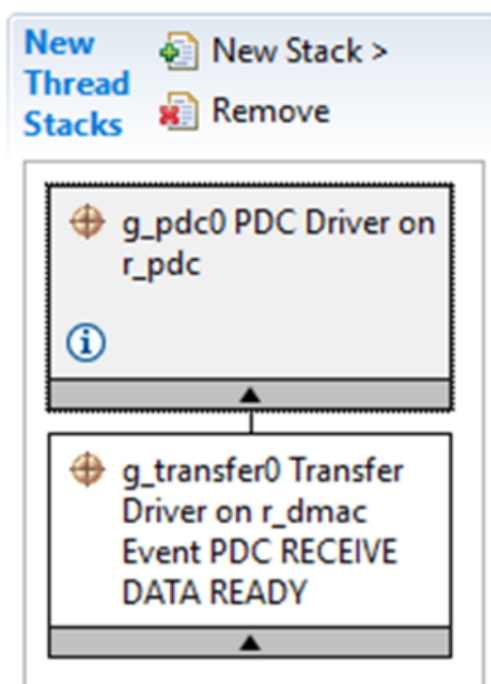 New Thread Stacks
New Stack >
Remove
g_pdc0 PDC Driver on
r_pdc
g_transfer0 Transfer
Driver on r_dmac
Event PDC RECEIVE
DATA READY